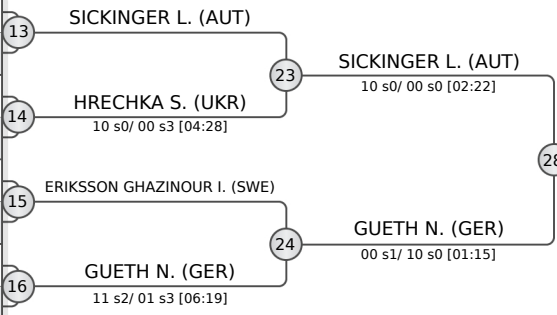 13
SICKINGER L. (AUT)
23
SICKINGER L. (AUT)
10 s0/ 00 s0 [02:22]
14
HRECHKA S. (UKR)
10 s0/ 00 s3 [04:28]
28
15
ERIKSSON GHAZINOUR I. (SWE)
24
GUETH N. (GER)
00 s1/ 10 s0 [01:15]
16
GUETH N. (GER)
11 s2/ 01 s3 [06:19]